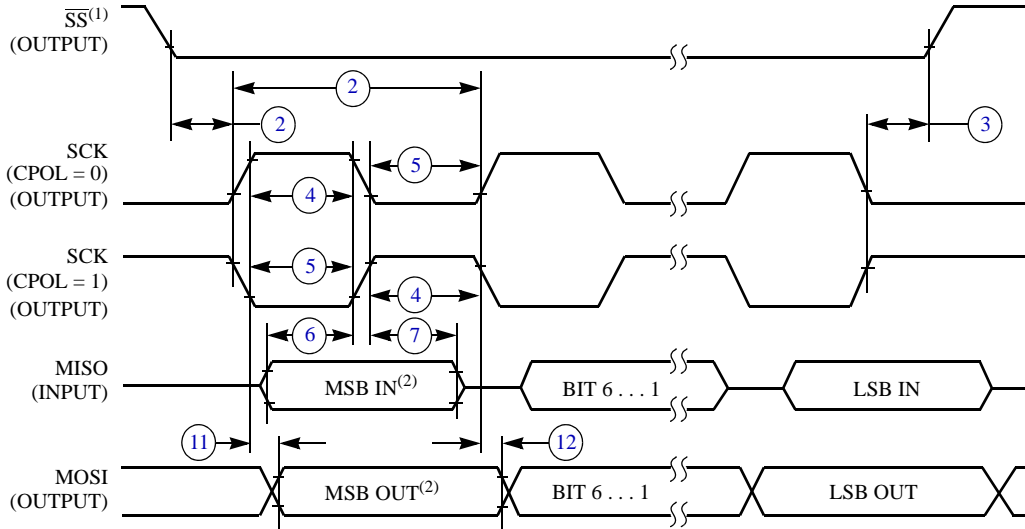 SS(1)
(OUTPUT)
2
2
3
SCK
(CPOL = 0)
(OUTPUT)
5
4
SCK
(CPOL = 1)
(OUTPUT)
5
4
6
7
MISO
(INPUT)
MSB IN(2)
BIT 6 . . . 1
LSB IN
11
12
MOSI
(OUTPUT)
MSB OUT(2)
BIT 6 . . . 1
LSB OUT